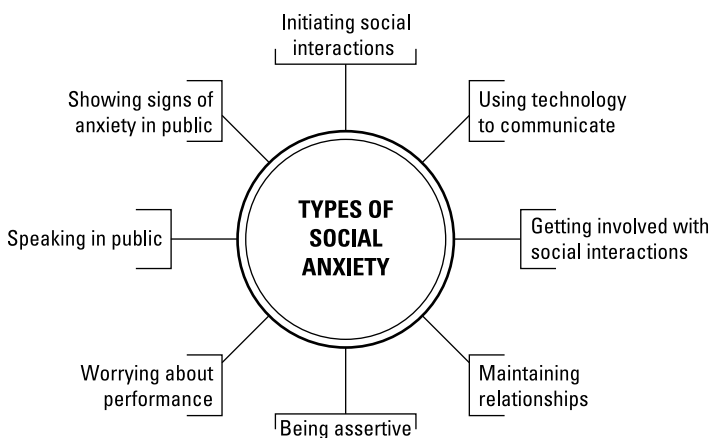 Initiating social
interactions
Showing signs of
anxiety in public
Using technology
to communicate
Speaking in public
TYPES OF
SOCIAL
ANXIETY
Getting involved with
social interactions
Worrying about
performance
Maintaining
relationships
Being assertive